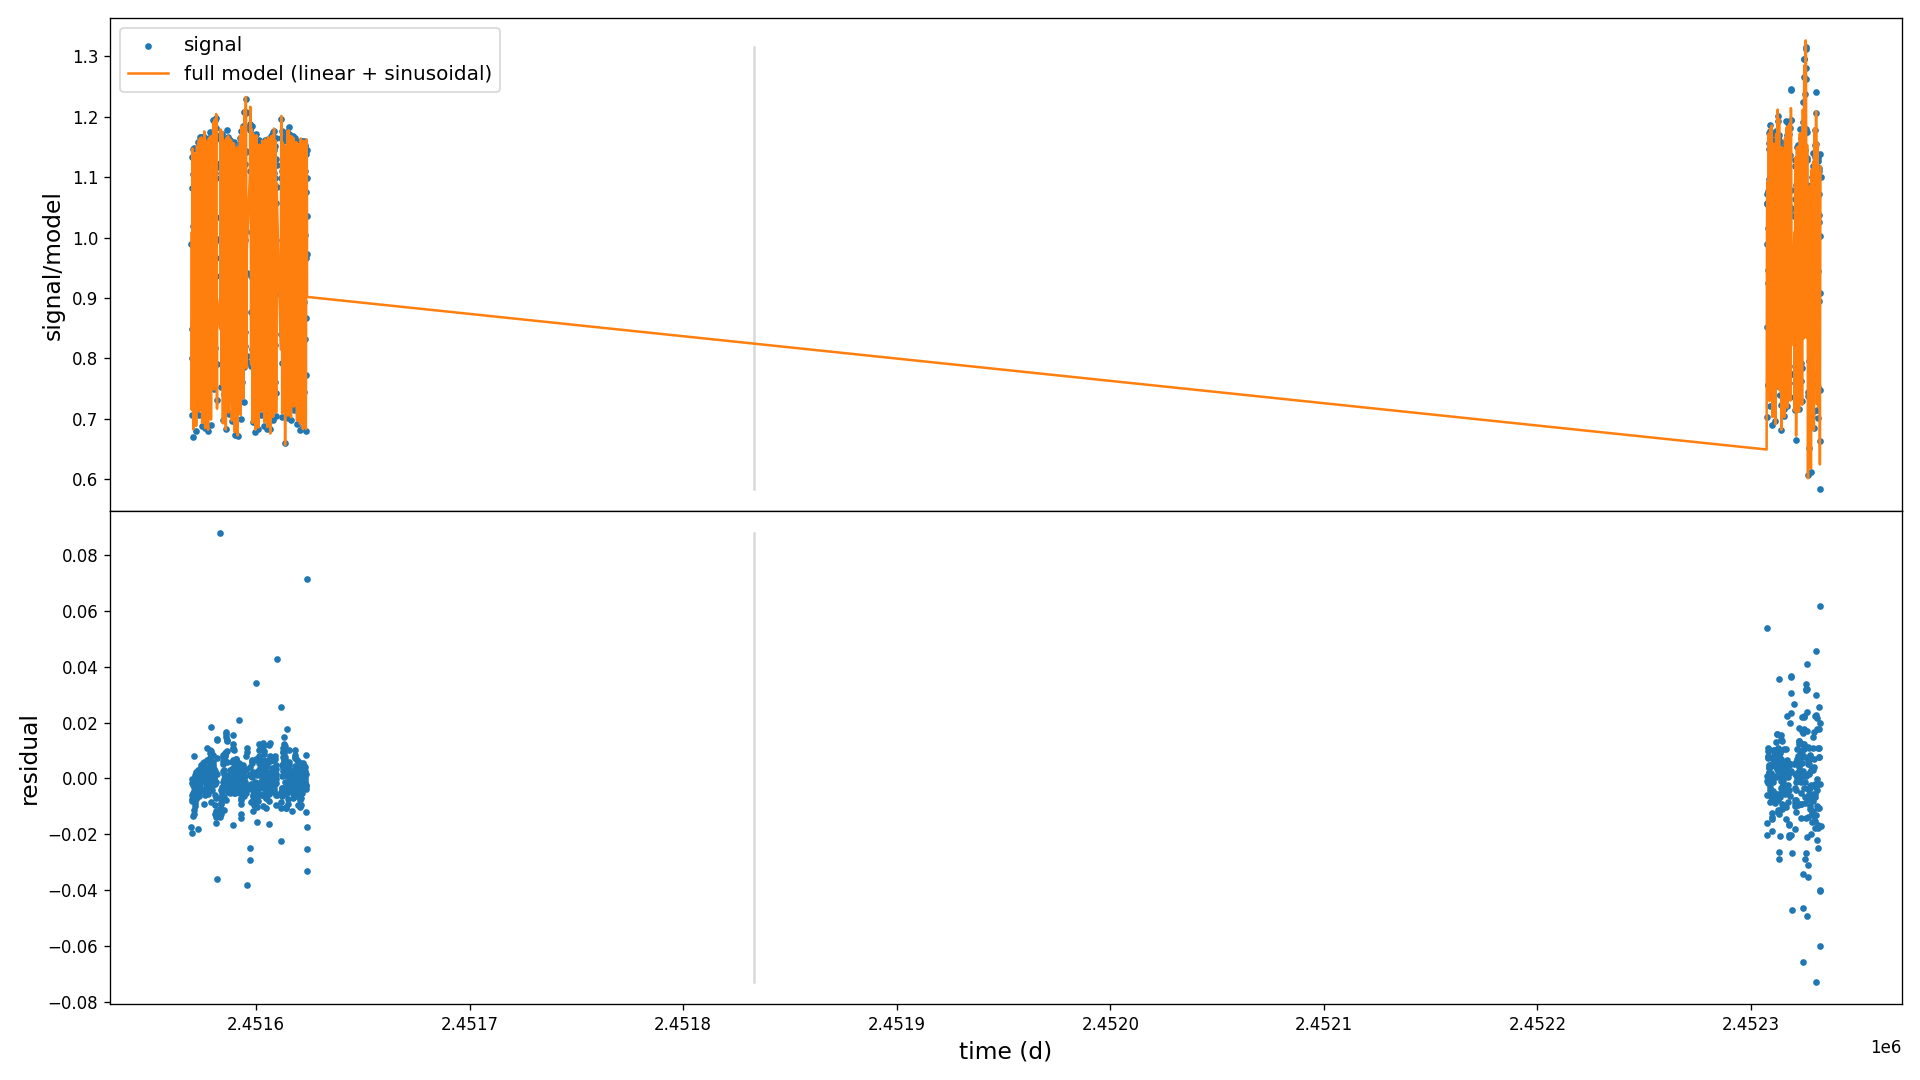 signal
full model (linear + sinusoidal)
signal/model
1.3
1.2
1.1
1.0
0.9
0.8
0.7
0.6
residual
0.08
0.06
0.04
0.02
0.00
−0.02
−0.04
−0.06
−0.08
2.4516 2.4517 2.4518 2.4519 2.4520 2.4521 2.4522 2.4523
1e6
time (d)